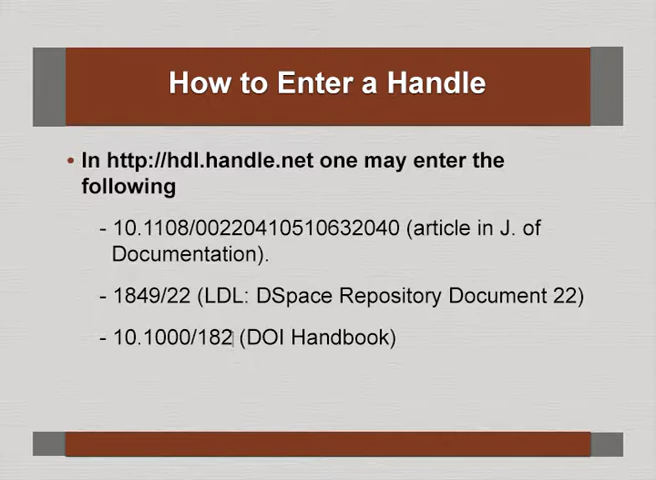 How to Enter a Handle
• In http://hdl.handle.net one may enter the
following
- 10.1108/00220410510632040 (article in J. of
Documentation).
- 1849/22 (LDL: DSpace Repository Document 22)
- 10.1000/182 (DOI Handbook)